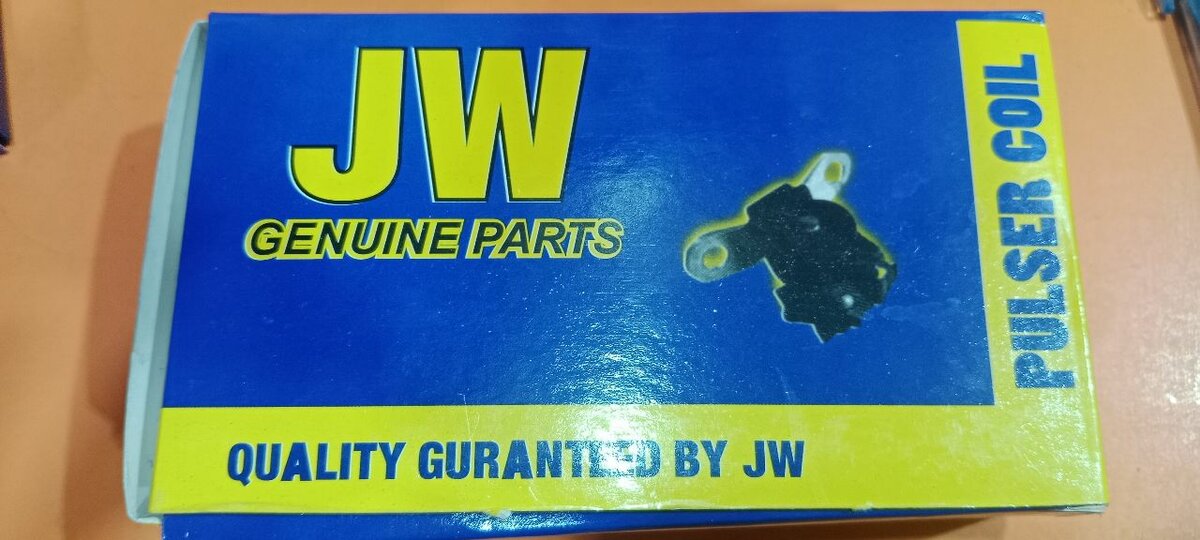 JW
GENUINE PARTS
PULSER COIL
QUALITY GURANTEED BY JW